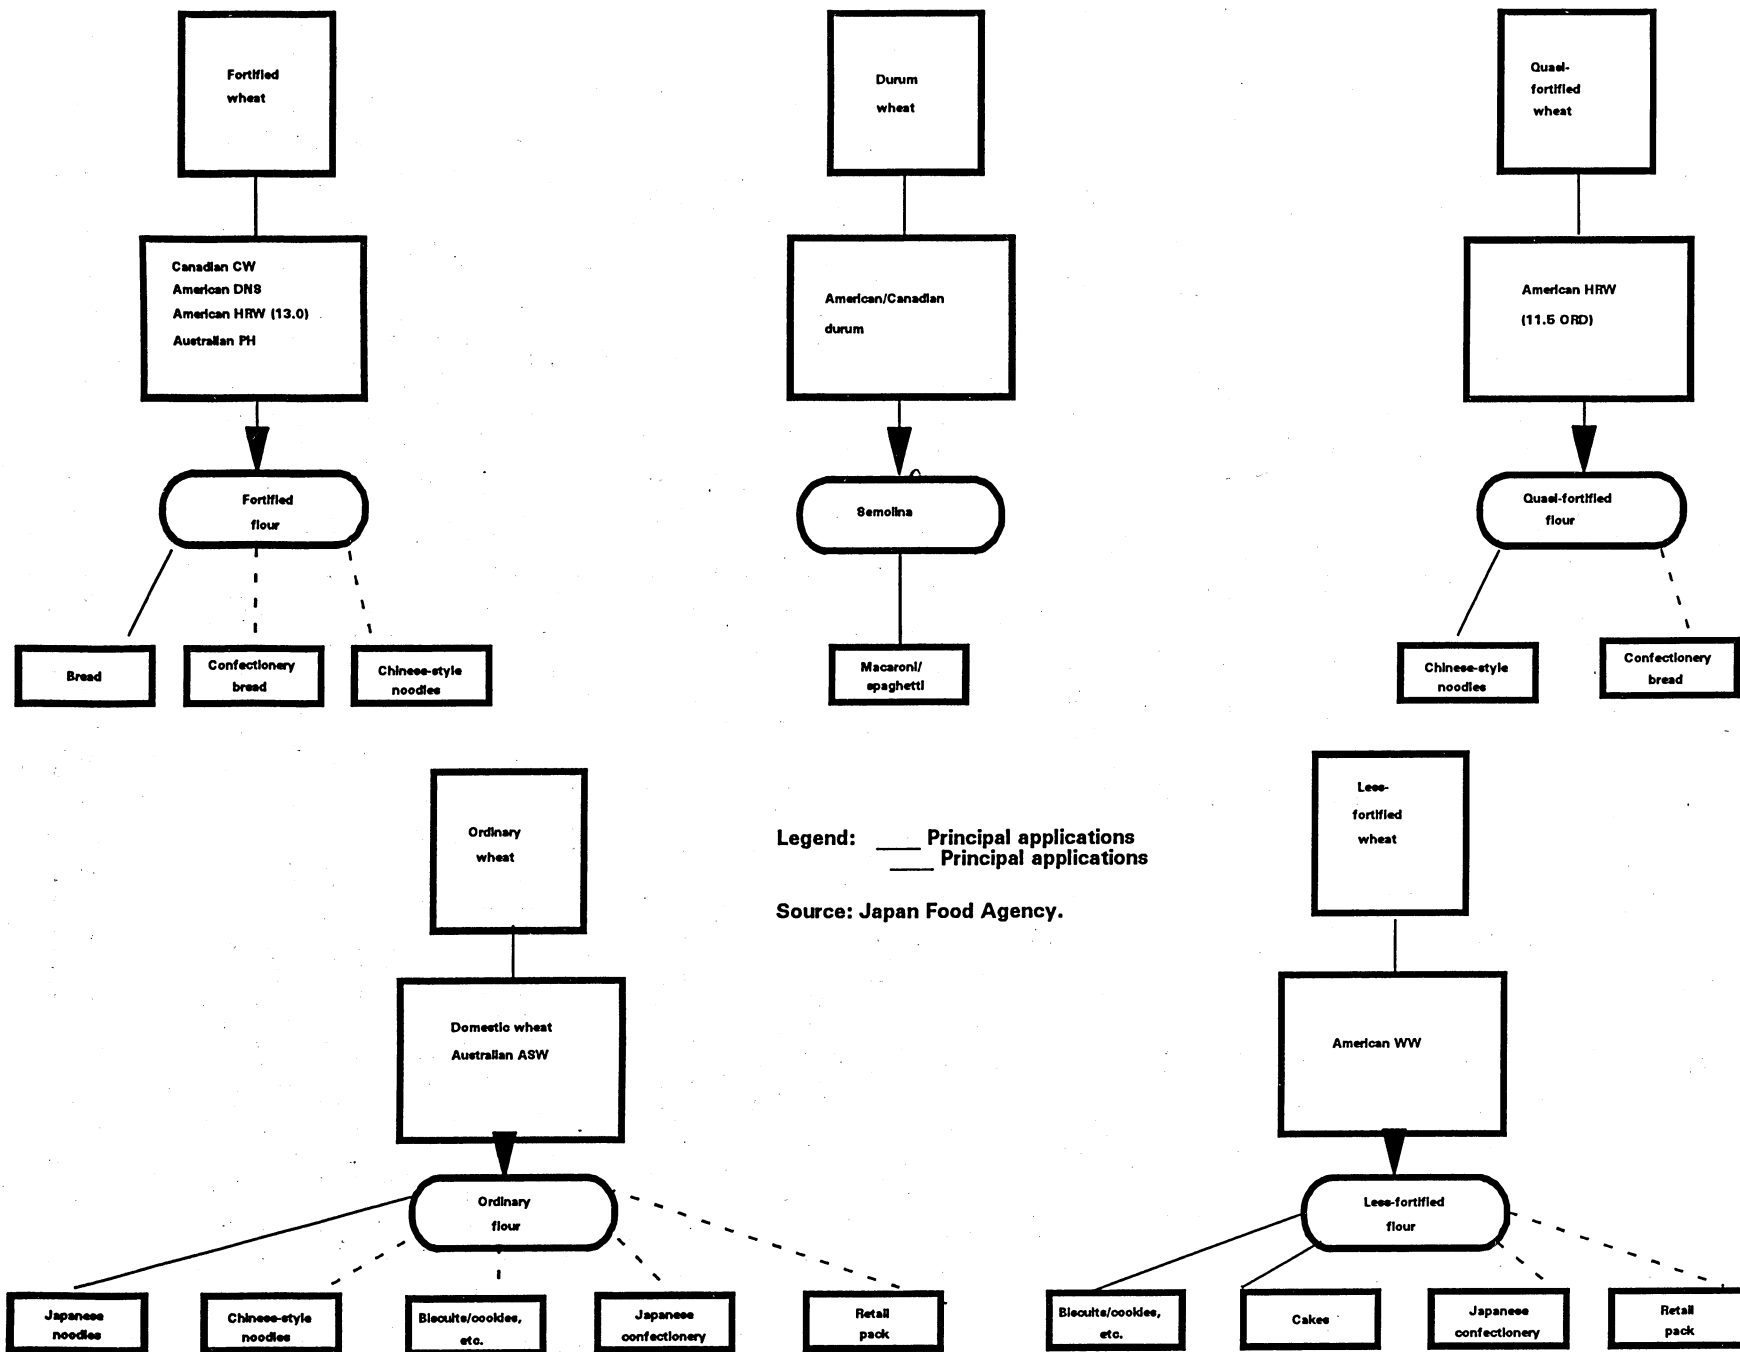 Fortified
wheat
Durum
wheat
Quasi-
fortified
wheat
Canadian CW
American DNS
American HRW (13.0)
Australian PH
American/Canadian
durum
American HRW
(11.5 ORD)
Fortified
flour
Semolina
Quasi-fortified
flour
Bread
Confectionery
bread
Chinese-style
noodles
Macaroni/
spaghetti
Chinese-style
noodles
Confectionery
bread
Ordinary
wheat
Legend: ___ Principal applications
___ Principal applications
Source: Japan Food Agency.
Less-
fortified
wheat
Domestic wheat
Australian ASW
American WW
Ordinary
flour
Less-fortified
flour
Japanese
noodles
Chinese-style
noodles
Biscuits/cookies,
etc.
Japanese
confectionery
Retail
pack
Biscuits/cookies,
etc.
Cakes
Japanese
confectionery
Retail
pack